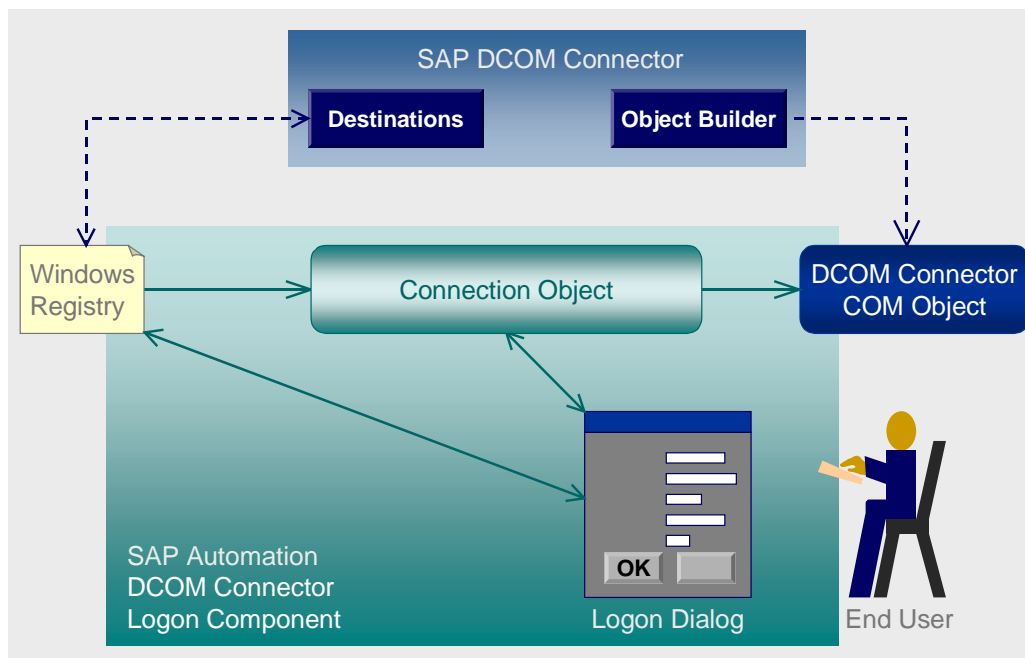 SAP DCOM Connector
Destinations
Object Builder
Windows
Registry
Connection Object
DCOM Connector
COM Object
OK
SAP Automation
DCOM Connector
Logon Component
Logon Dialog
End User